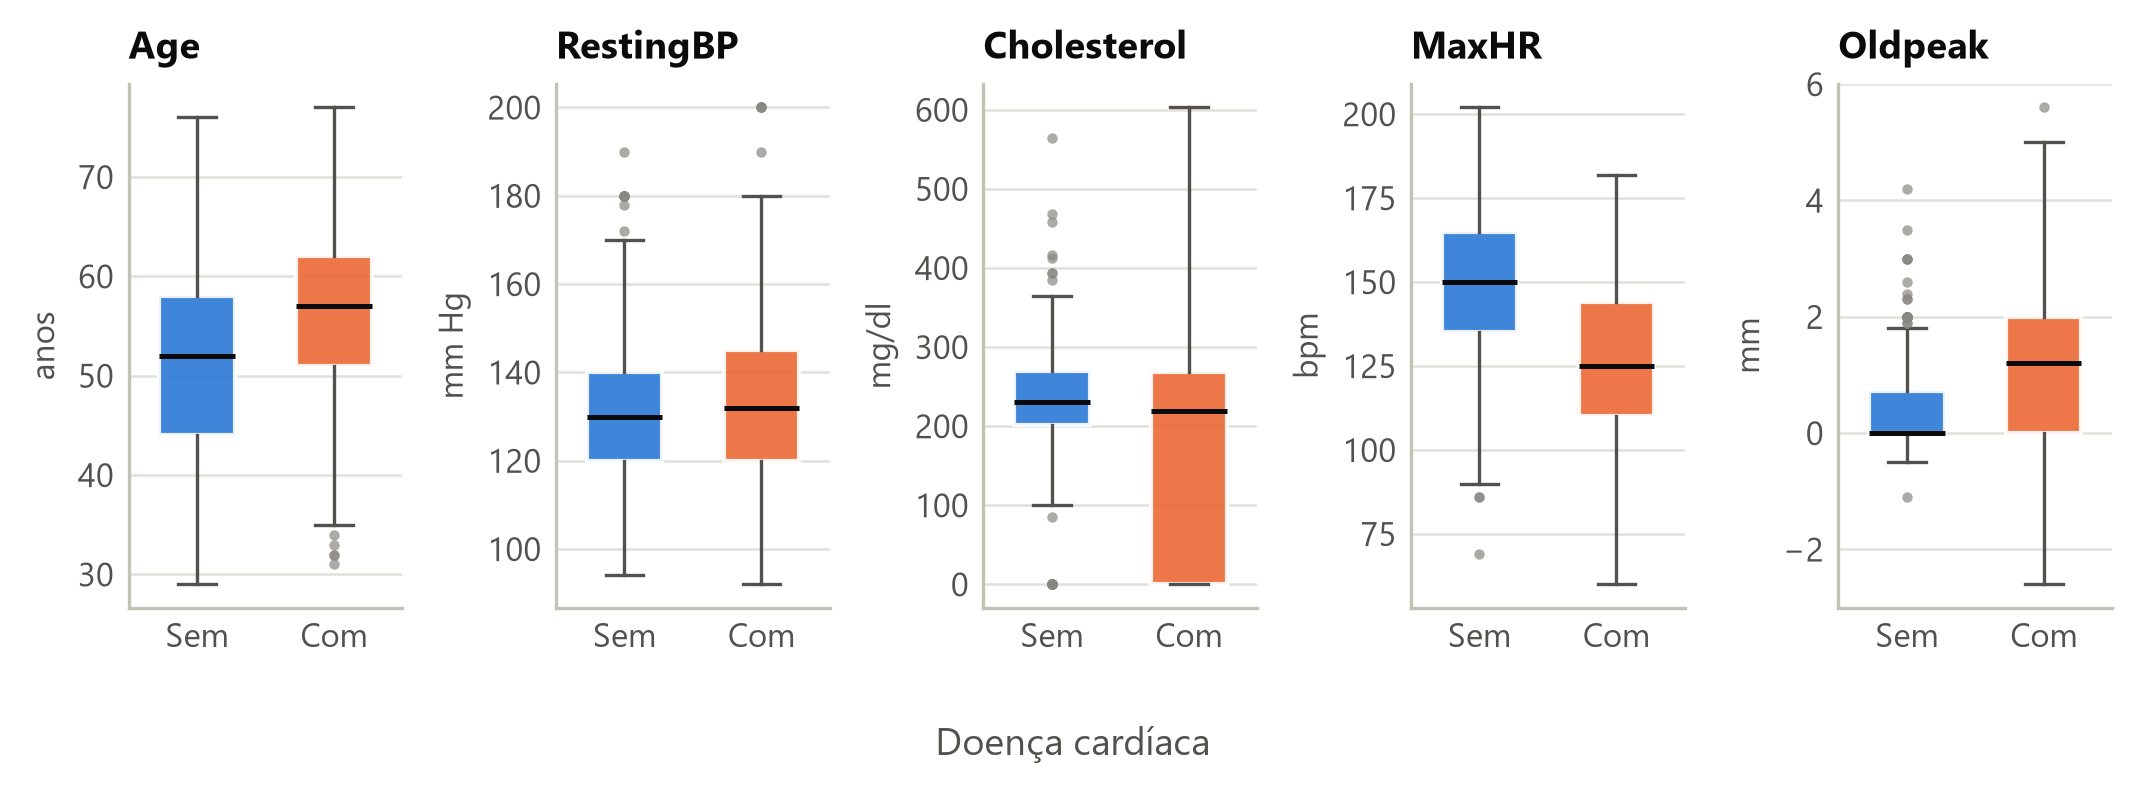 Age
anos
70
60
50
40
30
Sem Com
RestingBP
mm Hg
200
180
160
140
120
100
Sem Com
Cholesterol
mg/dl
600
500
400
300
200
100
0
Sem Com
MaxHR
bpm
200
175
150
125
100
75
Sem Com
Oldpeak
mm
6
4
2
0
−2
Sem Com
Doença cardíaca